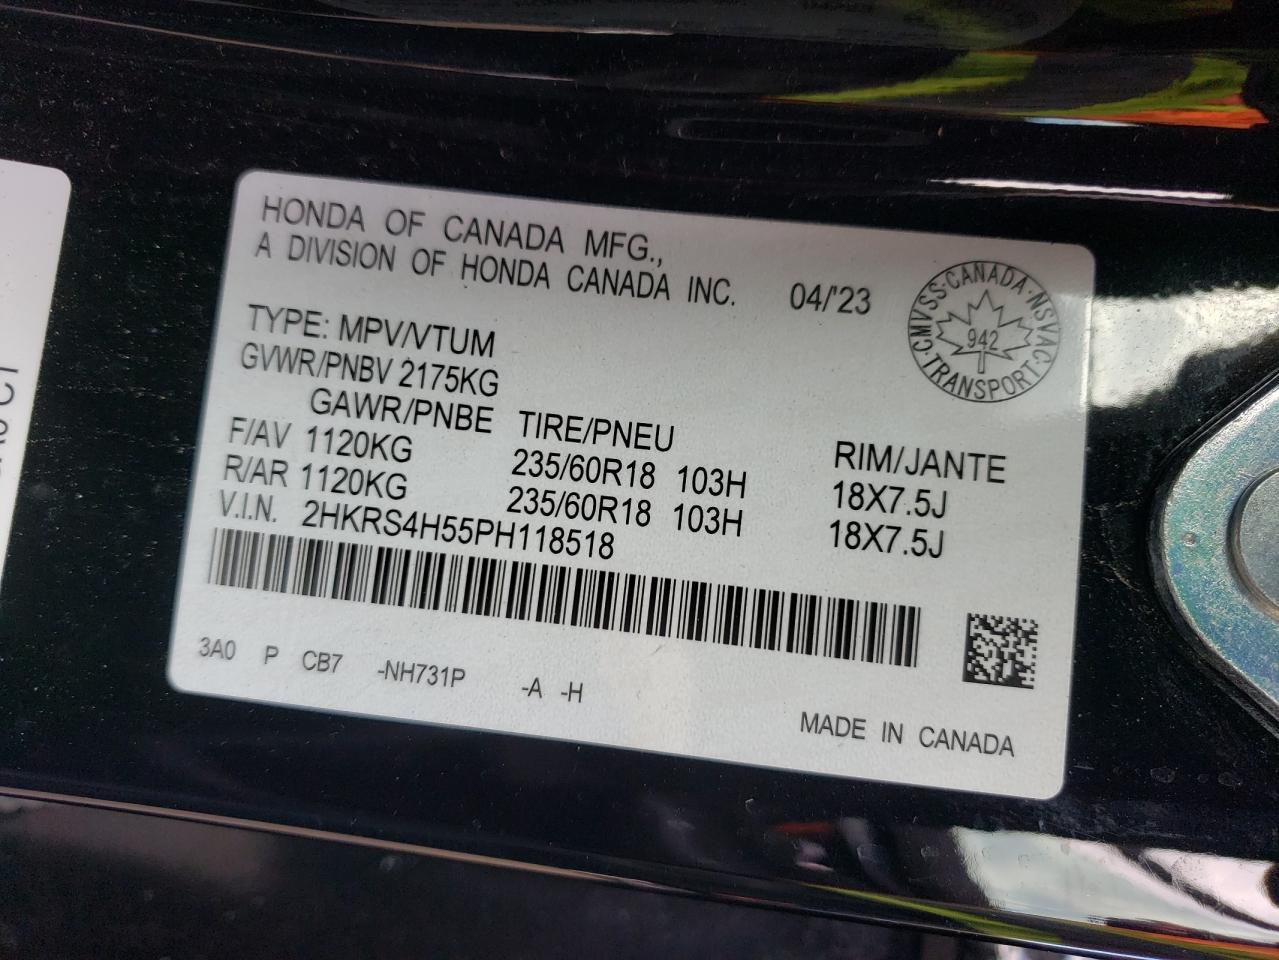 HONDA OF CANADA MFG.,
A DIVISION OF HONDA CANADA INC.
04/'23
CMVSS·CANADA·NSVAC·TRANSPORT·
942
TYPE: MPV/VTUM
GVWR/PNBV 2175KG
GAWR/PNBE TIRE/PNEU RIM/JANTE
F/AV 1120KG 235/60R18 103H 18X7.5J
R/AR 1120KG 235/60R18 103H 18X7.5J
V.I.N. 2HKRS4H55PH118518
3A0 P CB7 -NH731P -A -H
MADE IN CANADA